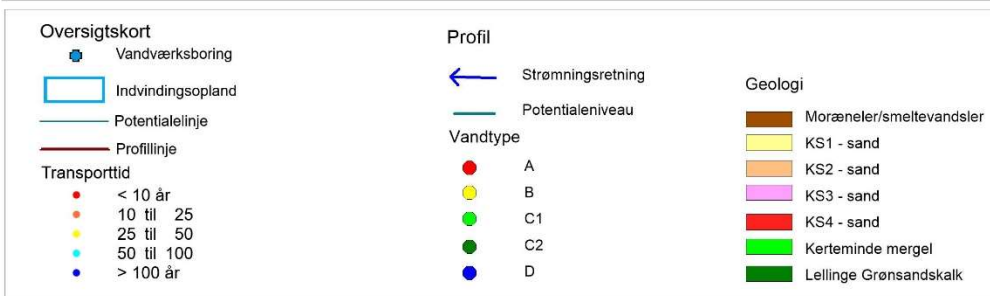 Oversigtskort
Vandværksboring
Indvindingsopland
Potentialelinje
Profillinje
Transporttid
< 10 år
10 til 25
25 til 50
50 til 100
> 100 år
Profil
Strømningsretning
Potentialeniveau
Vandtype
A
B
C1
C2
D
Geologi
Moræneler/smeltevandsler
KS1 - sand
KS2 - sand
KS3 - sand
KS4 - sand
Kerteminde mergel
Lellinge Grønsandskalk